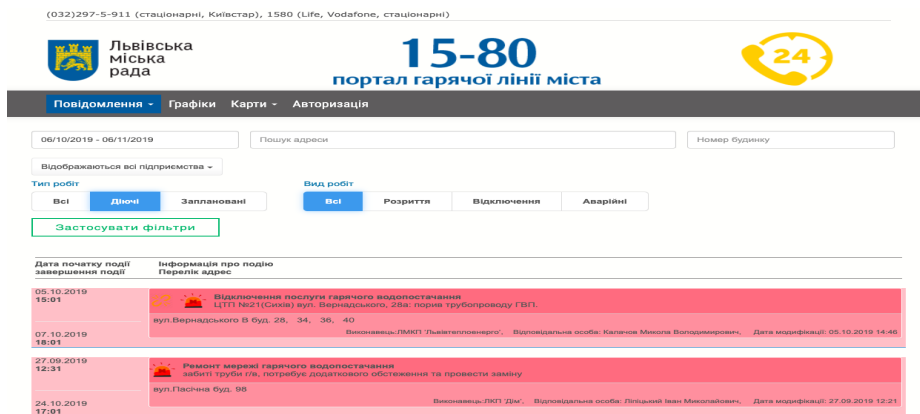 (032)297-5-911 (стаціонарні, Київстар), 1580 (Life, Vodafone, стаціонарні)
Львівська
міська
рада
15-80
портал гарячої лінії міста
24
Повідомлення Графіки Карти Авторизація
06/10/2019 - 06/11/2019 Пошук адреси Номер будинку
Відображаються всі підприємства
Тип робіт Вид робіт
Всі Діючі Заплановані Всі Розриття Відключення Аварійні
Застосувати фільтри
Дата початку події Інформація про подію
завершення події Перелік адрес
05.10.2019
15:01
Відключення послуги гарячого водопостачання
ЦТП №21(Сихів) вул. Вернадського, 28а: порив трубопроводу ГВП.
вул.Вернадського В буд. 28, 34, 36, 40
Виконавець:ЛМКП 'Львівтеплоенерго', Відповідальна особа: Калачов Микола Володимирович, Дата модифікації: 05.10.2019 14:46
07.10.2019
18:01
27.09.2019
12:31
Ремонт мережі гарячого водопостачання
забиті труби г/в, потребує додаткового обстеження та провести заміну
вул.Пасічна буд. 98
Виконавець:ЛКП 'Дім', Відповідальна особа: Ліпіцький Іван Миколайович, Дата модифікації: 27.09.2019 12:21
24.10.2019
17:01